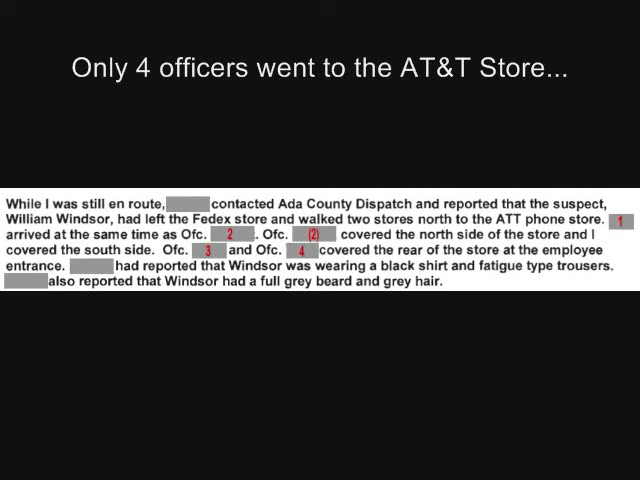 Only 4 officers went to the AT&T Store...
While I was still en route, contacted Ada County Dispatch and reported that the suspect,
William Windsor, had left the Fedex store and walked two stores north to the ATT phone store. 1
arrived at the same time as Ofc. 2 . Ofc. (2) covered the north side of the store and I
covered the south side. Ofc. 3 and Ofc. 4 covered the rear of the store at the employee
entrance. had reported that Windsor was wearing a black shirt and fatigue type trousers.
also reported that Windsor had a full grey beard and grey hair.